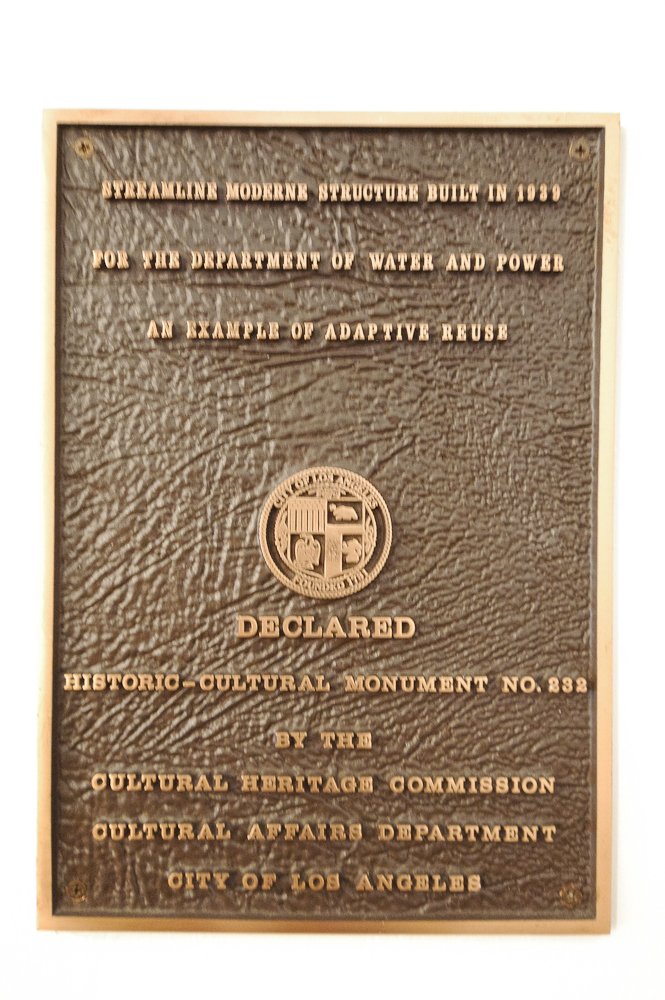 STREAMLINE MODERNE STRUCTURE BUILT IN 1939
FOR THE DEPARTMENT OF WATER AND POWER
AN EXAMPLE OF ADAPTIVE REUSE
CITY OF LOS ANGELES
FOUNDED 1781
DECLARED
HISTORIC-CULTURAL MONUMENT NO. 232
BY THE
CULTURAL HERITAGE COMMISSION
CULTURAL AFFAIRS DEPARTMENT
CITY OF LOS ANGELES